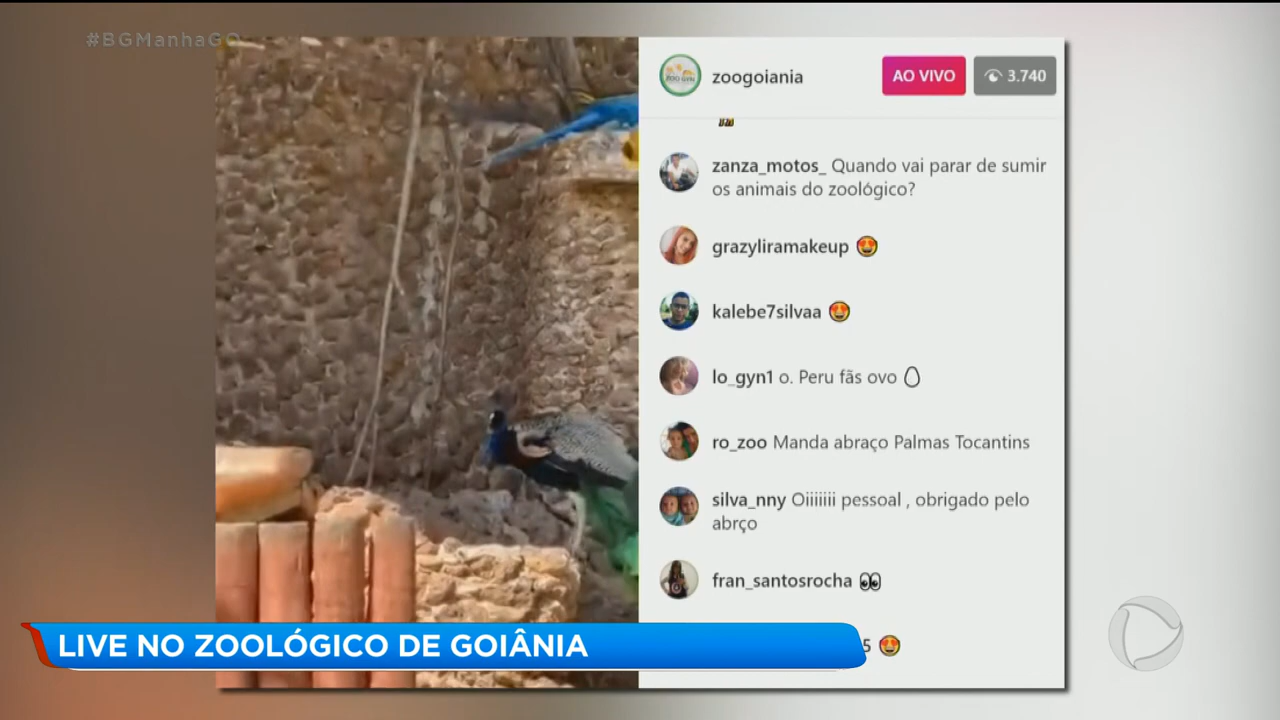 #BGManhaGO
zoogoiania
AO VIVO
3.740
zanza_motos_ Quando vai parar de sumir
os animais do zoológico?
grazyliramakeup 😍
kalebe7silvaa 😍
lo_gyn1 o. Peru fãs ovo 🥚
ro_zoo Manda abraço Palmas Tocantins
silva_nny Oiiiiiii pessoal , obrigado pelo
abrço
fran_santosrocha 👀
5 😍
LIVE NO ZOOLÓGICO DE GOIÂNIA